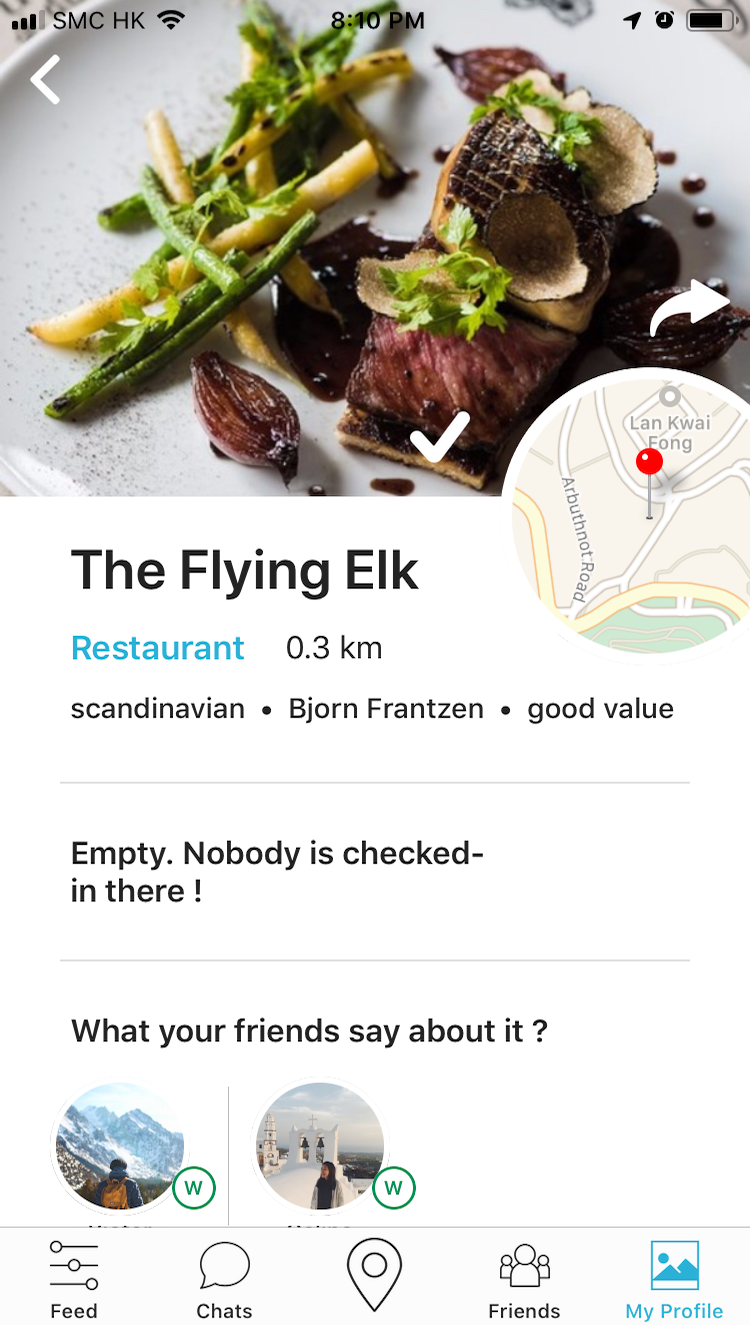 SMC HK
8:10 PM
Lan Kwai
Fong
Arbuthnot Road
The Flying Elk
Restaurant 0.3 km
scandinavian • Bjorn Frantzen • good value
Empty. Nobody is checked-
in there !
What your friends say about it ?
W
W
Feed
Chats
Friends
My Profile